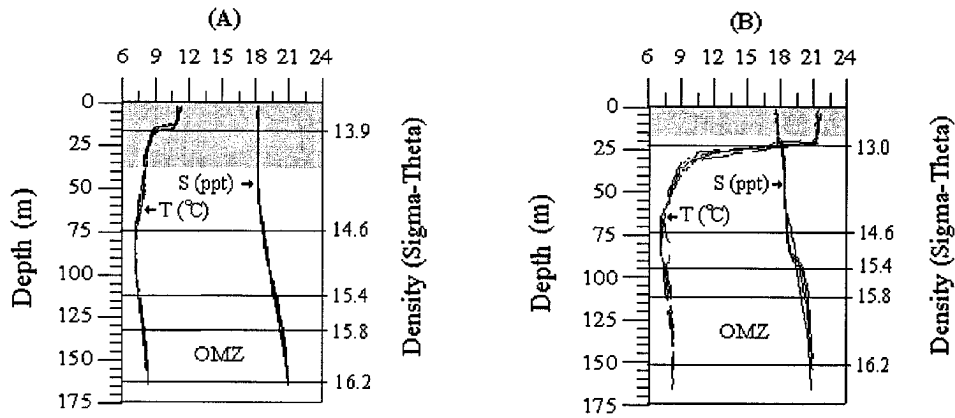 (A)
6 9 12 15 18 21 24
0
25
50
75
100
125
150
175
Depth (m)
S (ppt)
T (℃)
OMZ
13.9
14.6
15.4
15.8
16.2
Density (Sigma-Theta)
(B)
6 9 12 15 18 21 24
0
25
50
75
100
125
150
175
Depth (m)
S (ppt)
T (℃)
OMZ
13.0
14.6
15.4
15.8
16.2
Density (Sigma-Theta)